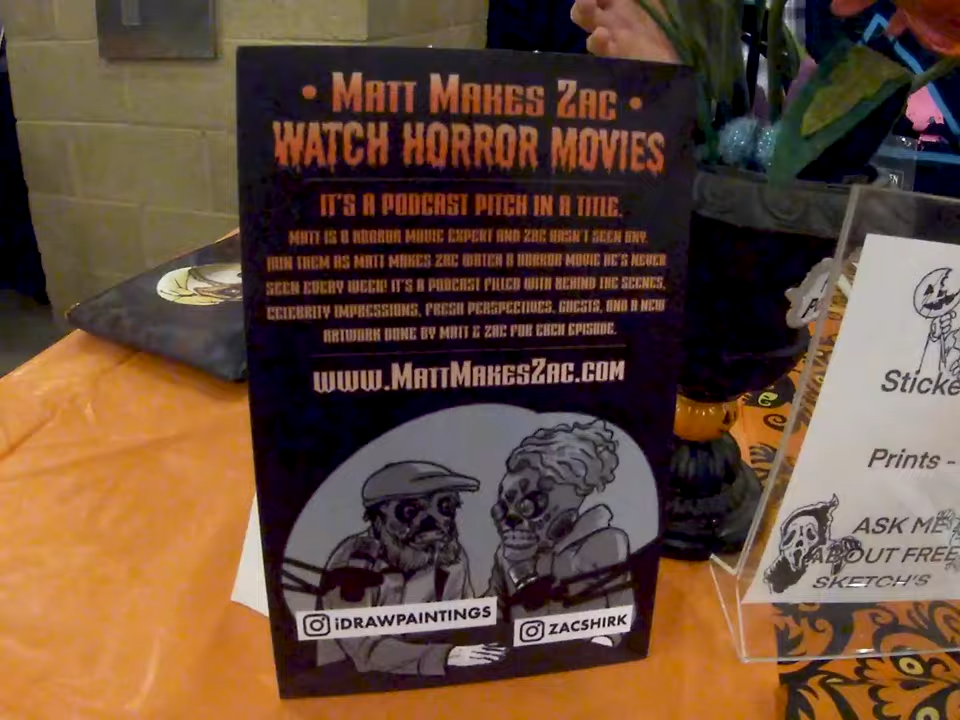 • Matt Makes Zac •
WATCH HORROR MOVIES
IT'S A PODCAST PITCH IN A TITLE.
MATT IS A HORROR MOVIE EXPERT AND ZAC HASN'T SEEN ANY.
JOIN THEM AS MATT MAKES ZAC WATCH A HORROR MOVIE HE'S NEVER
SEEN EVERY WEEK! IT'S A PODCAST FILLED WITH BEHIND THE SCENES,
CELEBRITY IMPRESSIONS, FRESH PERSPECTIVES, GUESTS, AND A NEW
ARTWORK DONE BY MATT & ZAC FOR EACH EPISODE.
www.MattMakesZac.com
iDRAWPAINTINGS
ZACSHIRK
Sticke
Prints -
ASK ME
ABOUT FREE
SKETCH'S